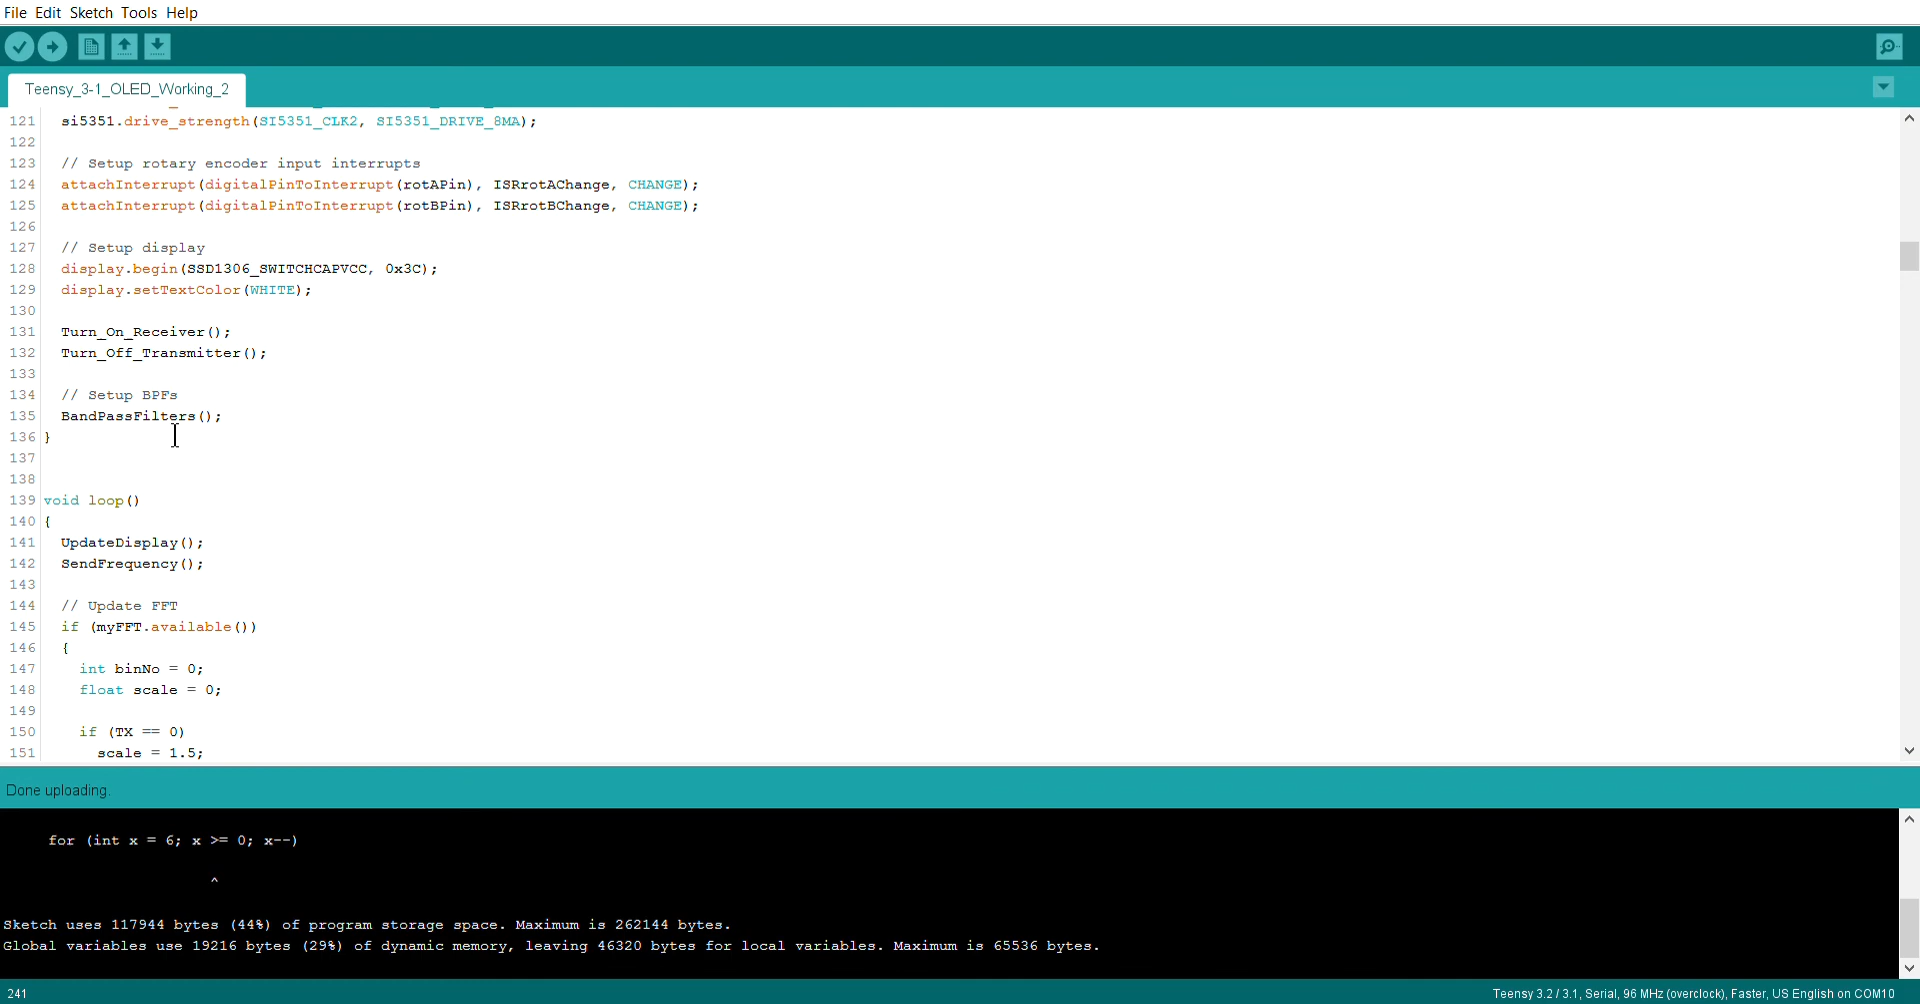 File Edit Sketch Tools Help
Teensy_3-1_OLED_Working_2
121 si5351.drive_strength(SI5351_CLK2, SI5351_DRIVE_8MA);
122
123 // Setup rotary encoder input interrupts
124 attachInterrupt(digitalPinToInterrupt(rotAPin), ISRrotAChange, CHANGE);
125 attachInterrupt(digitalPinToInterrupt(rotBPin), ISRrotBChange, CHANGE);
126
127 // Setup display
128 display.begin(SSD1306_SWITCHCAPVCC, 0x3C);
129 display.setTextColor(WHITE);
130
131 Turn_On_Receiver();
132 Turn_Off_Transmitter();
133
134 // Setup BPFs
135 BandPassFilters();
136 }
137
138
139 void loop()
140 {
141 UpdateDisplay();
142 SendFrequency();
143
144 // Update FFT
145 if (myFFT.available())
146 {
147 int binNo = 0;
148 float scale = 0;
149
150 if (TX == 0)
151 scale = 1.5;
Done uploading.
for (int x = 6; x >= 0; x--)
^
Sketch uses 117944 bytes (44%) of program storage space. Maximum is 262144 bytes.
Global variables use 19216 bytes (29%) of dynamic memory, leaving 46320 bytes for local variables. Maximum is 65536 bytes.
241
Teensy 3.2 / 3.1, Serial, 96 MHz (overclock), Faster, US English on COM10